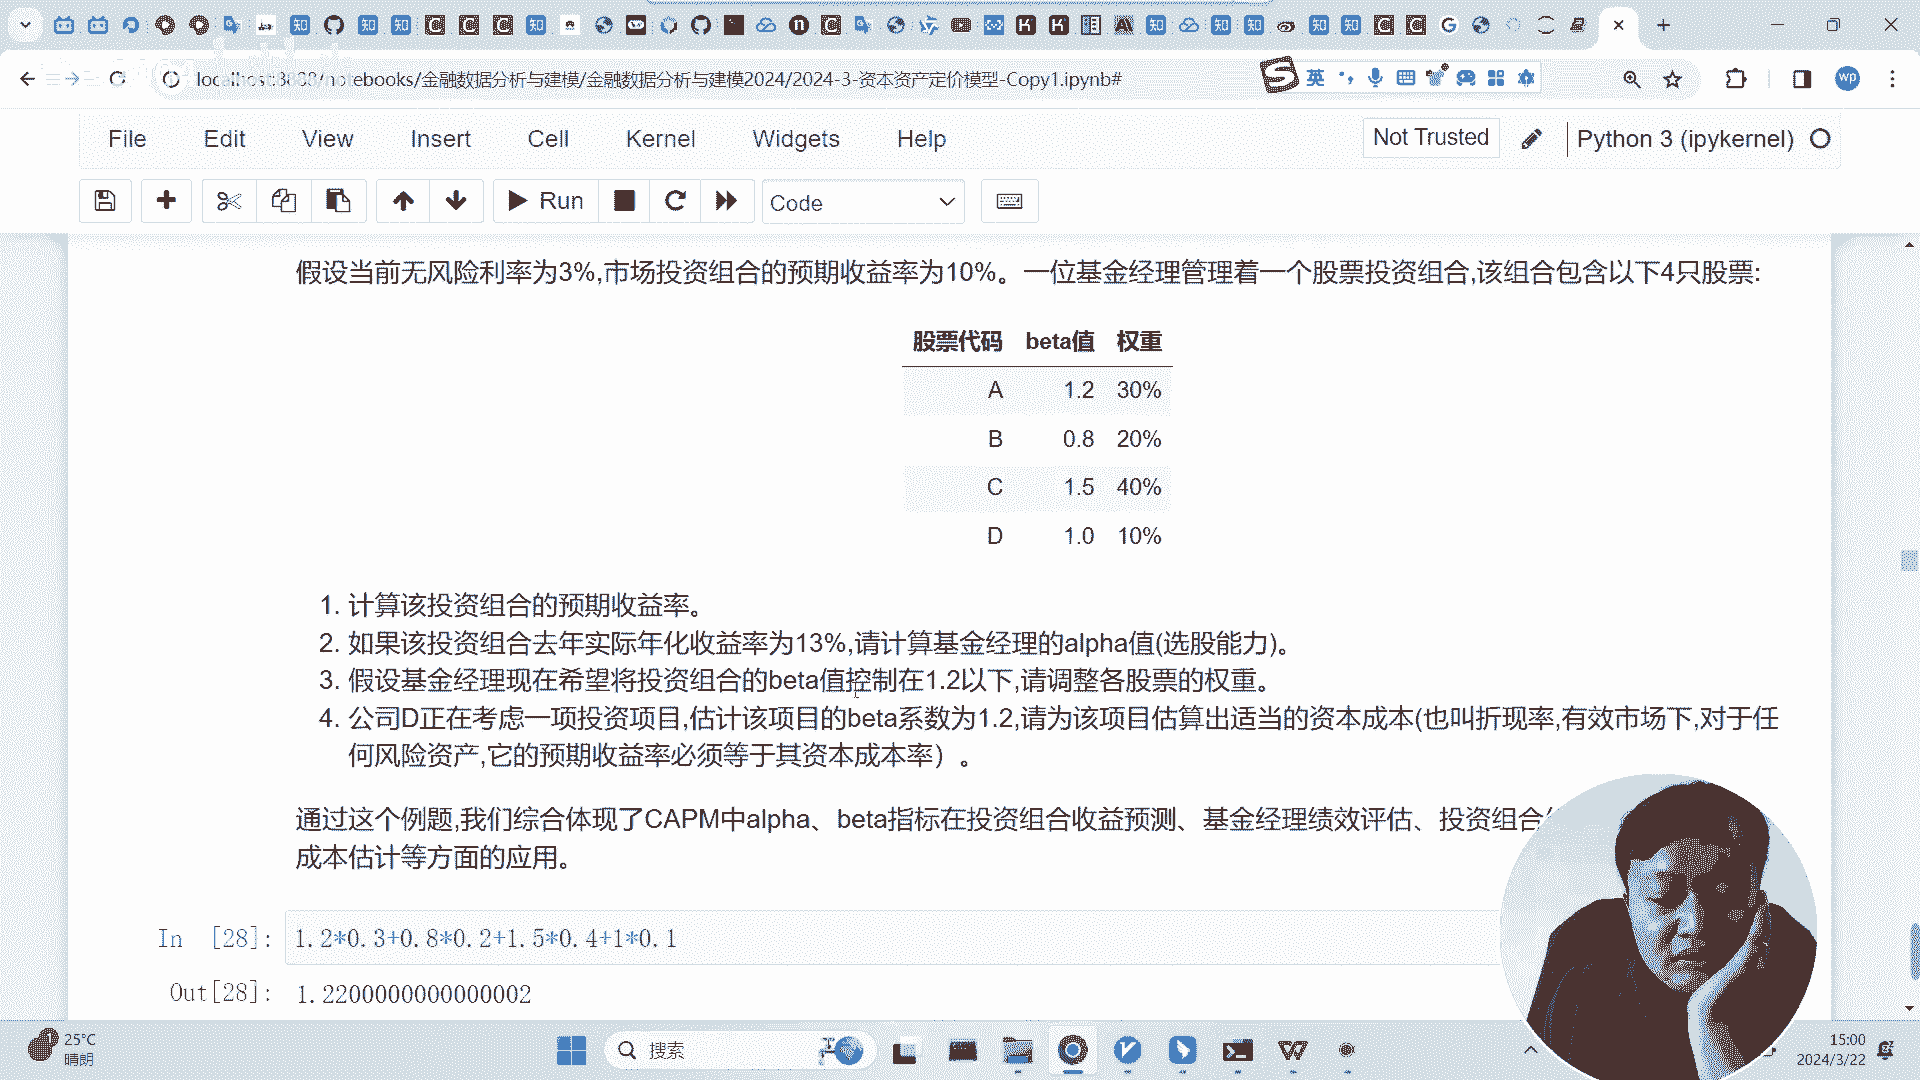 localhost:8888/notebooks/金融数据分析与建模/金融数据分析与建模2024/2024-3-资本资产定价模型-Copy1.ipynb#
英
wp
File Edit View Insert Cell Kernel Widgets Help
Not Trusted
Python 3 (ipykernel)
Run
Code
假设当前无风险利率为3%,市场投资组合的预期收益率为10%。一位基金经理管理着一个股票投资组合,该组合包含以下4只股票:
股票代码 beta值 权重
A 1.2 30%
B 0.8 20%
C 1.5 40%
D 1.0 10%
1. 计算该投资组合的预期收益率。
2. 如果该投资组合去年实际年化收益率为13%,请计算基金经理的alpha值(选股能力)。
3. 假设基金经理现在希望将投资组合的beta值控制在1.2以下,请调整各股票的权重。
4. 公司D正在考虑一项投资项目,估计该项目的beta系数为1.2,请为该项目估算出适当的资本成本(也叫折现率,有效市场下,对于任
何风险资产,它的预期收益率必须等于其资本成本率）。
通过这个例题,我们综合体现了CAPM中alpha、beta指标在投资组合收益预测、基金经理绩效评估、投资组合
成本估计等方面的应用。
In [28]: 1.2*0.3+0.8*0.2+1.5*0.4+1*0.1
Out[28]: 1.2200000000000002
25°C
晴朗
搜索
15:00
2024/3/22